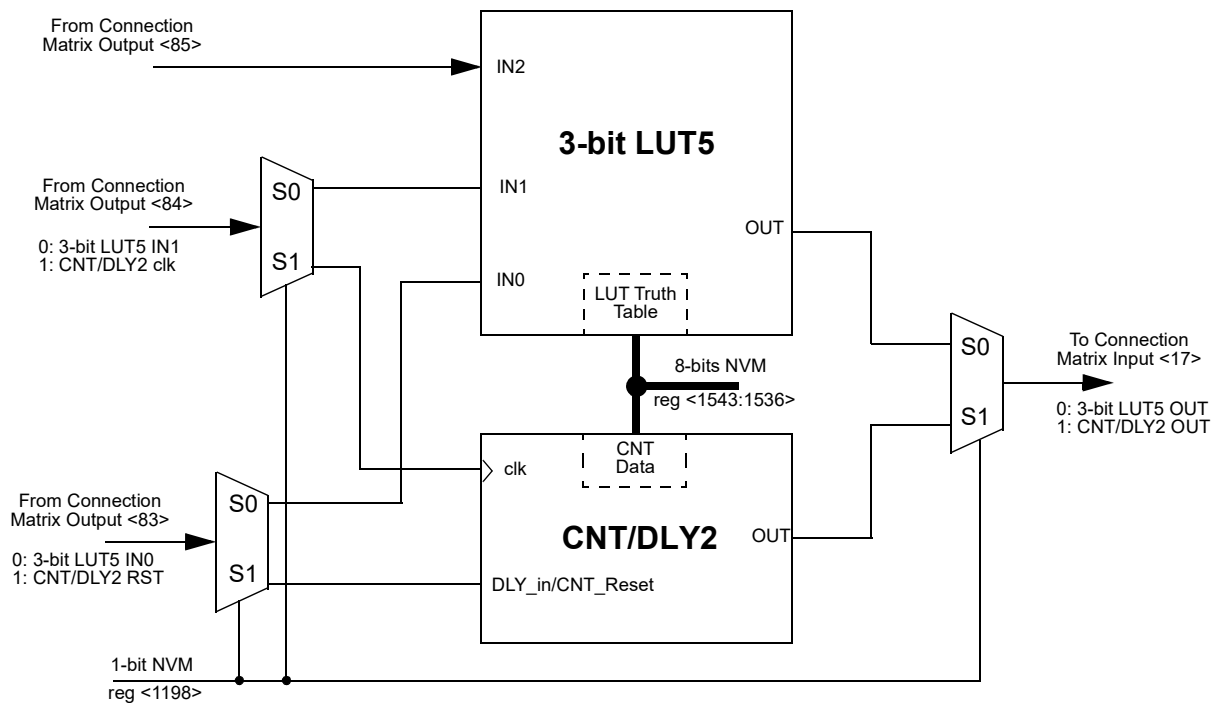 From Connection
Matrix Output <85>
IN2
3-bit LUT5
From Connection
Matrix Output <84>
S0
IN1
0: 3-bit LUT5 IN1
1: CNT/DLY2 clk
S1
OUT
IN0
LUT Truth
Table
S0
To Connection
Matrix Input <17>
8-bits NVM
reg <1543:1536>
S1
0: 3-bit LUT5 OUT
1: CNT/DLY2 OUT
CNT
Data
clk
From Connection
Matrix Output <83>
S0
CNT/DLY2
OUT
0: 3-bit LUT5 IN0
1: CNT/DLY2 RST
S1
DLY_in/CNT_Reset
1-bit NVM
reg <1198>